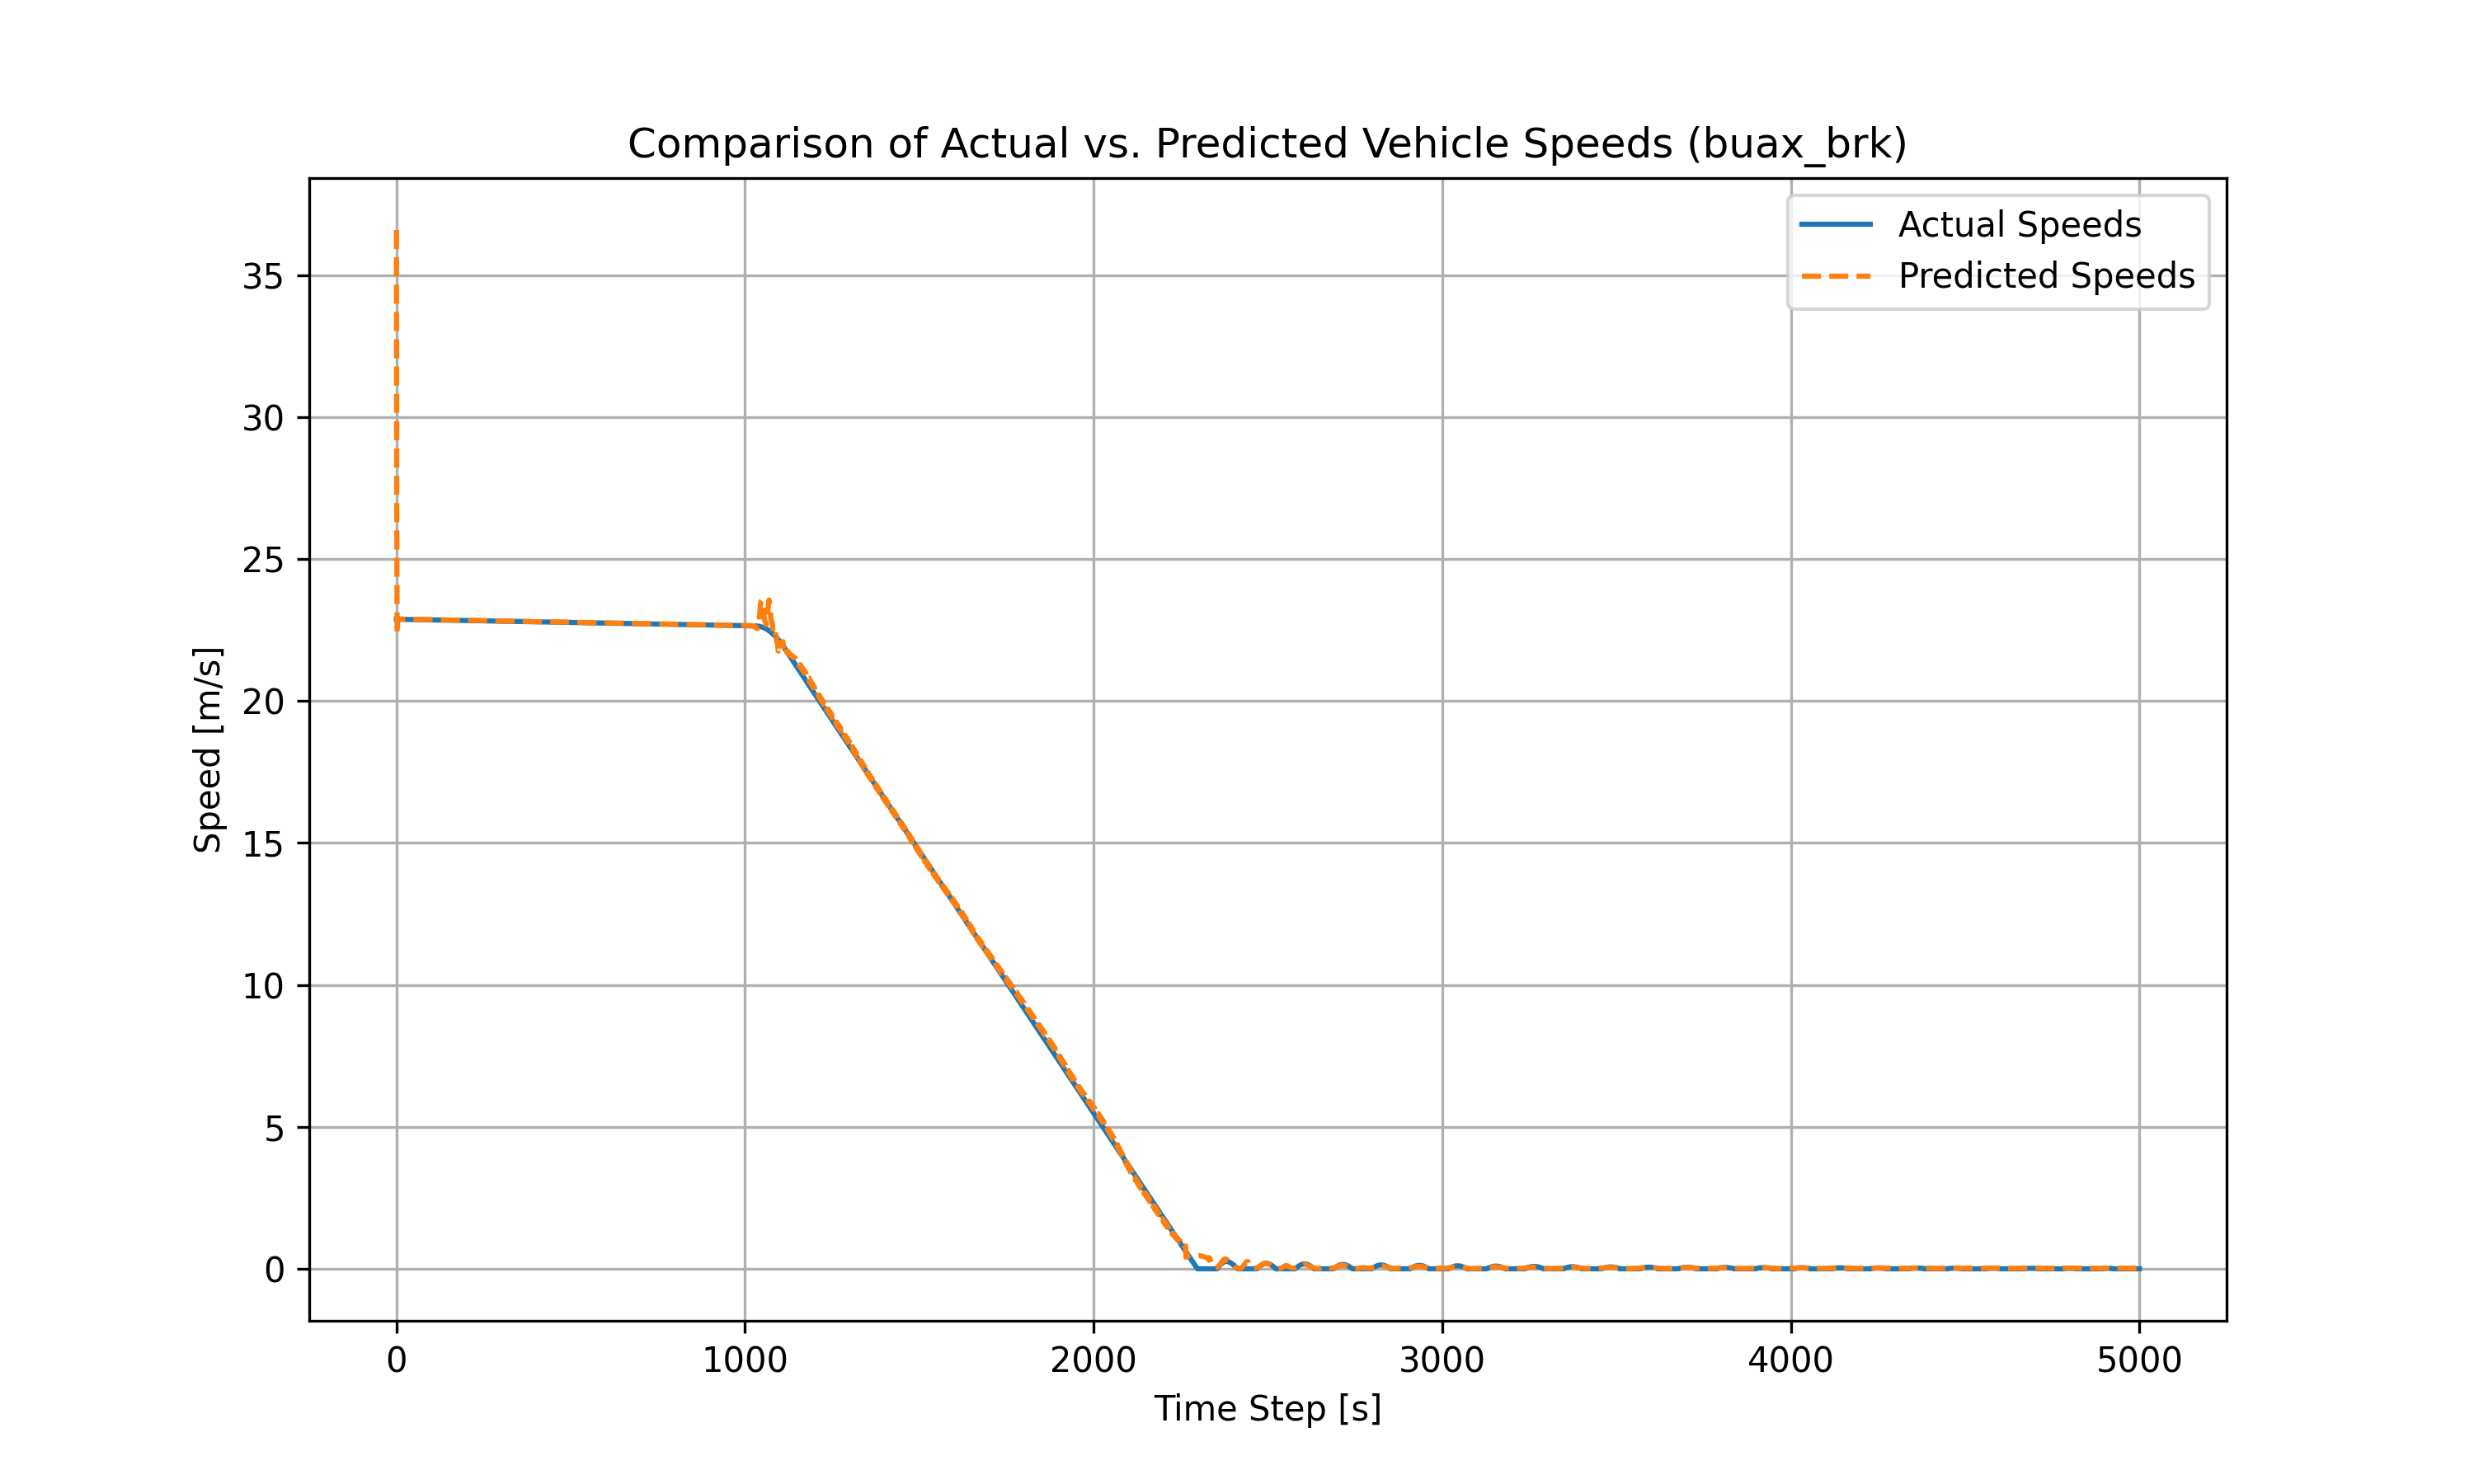 Comparison of Actual vs. Predicted Vehicle Speeds (buax_brk)
Actual Speeds
Predicted Speeds
35
30
25
20
15
10
5
0
Speed [m/s]
0 1000 2000 3000 4000 5000
Time Step [s]